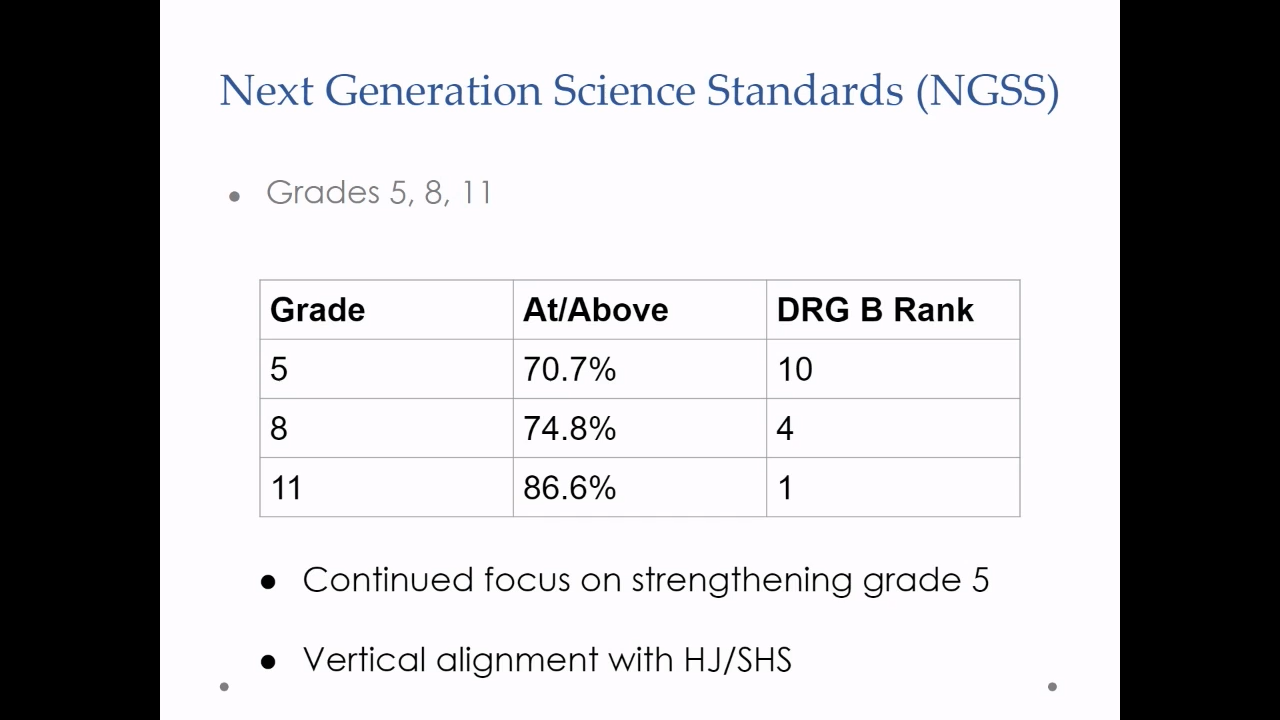 Next Generation Science Standards (NGSS)
• Grades 5, 8, 11
Grade At/Above DRG B Rank
5 70.7% 10
8 74.8% 4
11 86.6% 1
● Continued focus on strengthening grade 5
● Vertical alignment with HJ/SHS